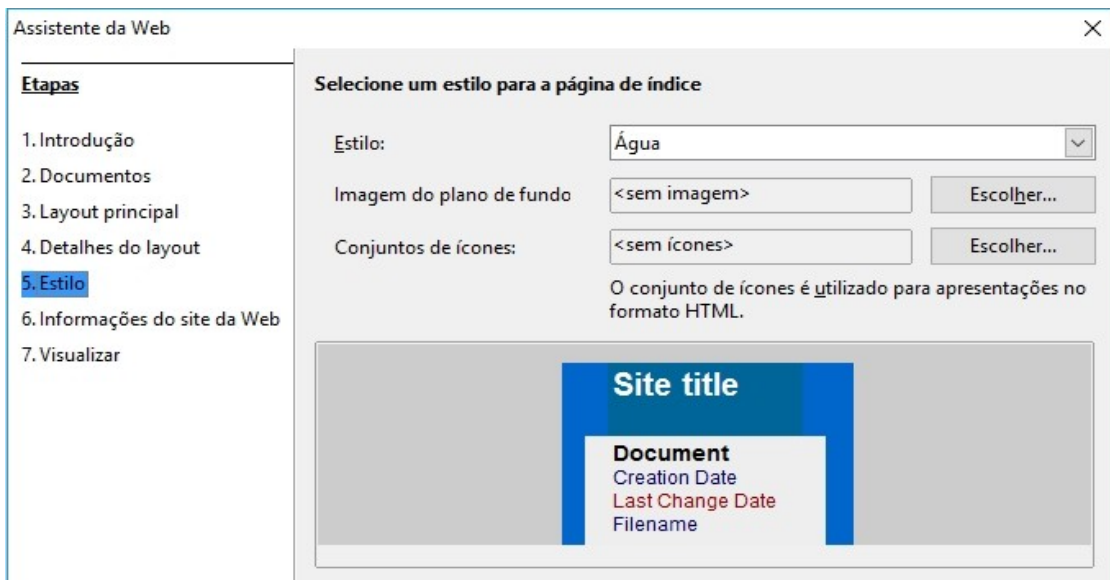 Assistente da Web
Etapas
1. Introdução
2. Documentos
3. Layout principal
4. Detalhes do layout
5. Estilo
6. Informações do site da Web
7. Visualizar
Selecione um estilo para a página de índice
Estilo:
Água
Imagem do plano de fundo
<sem imagem>
Escolher...
Conjuntos de ícones:
<sem ícones>
Escolher...
O conjunto de ícones é utilizado para apresentações no
formato HTML.
Site title
Document
Creation Date
Last Change Date
Filename